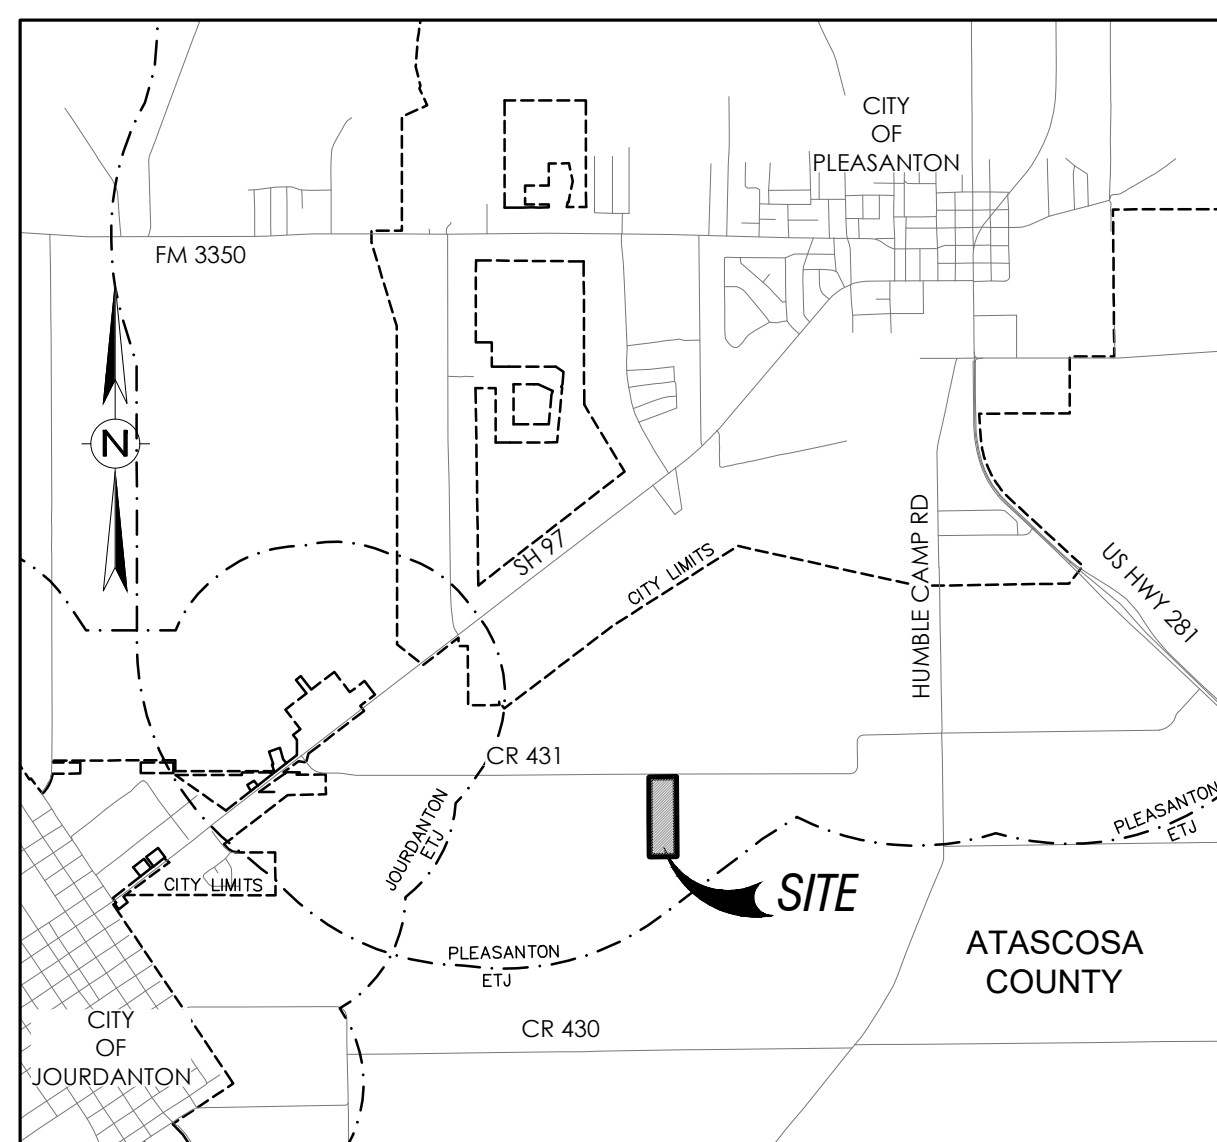 CITY
OF
PLEASANTON
FM 3350
N
SH 97
CITY LIMITS
HUMBLE CAMP RD
US HWY 281
CR 431
JOURDANTON
ETJ
PLEASANTON
ETJ
CITY LIMITS
SITE
PLEASANTON
ETJ
ATASCOSA
COUNTY
CITY
OF
JOURDANTON
CR 430